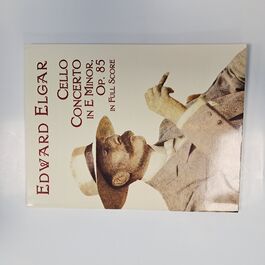 EDWARD ELGAR
CELLO
CONCERTO
IN E MINOR,
OP. 85
IN FULL SCORE